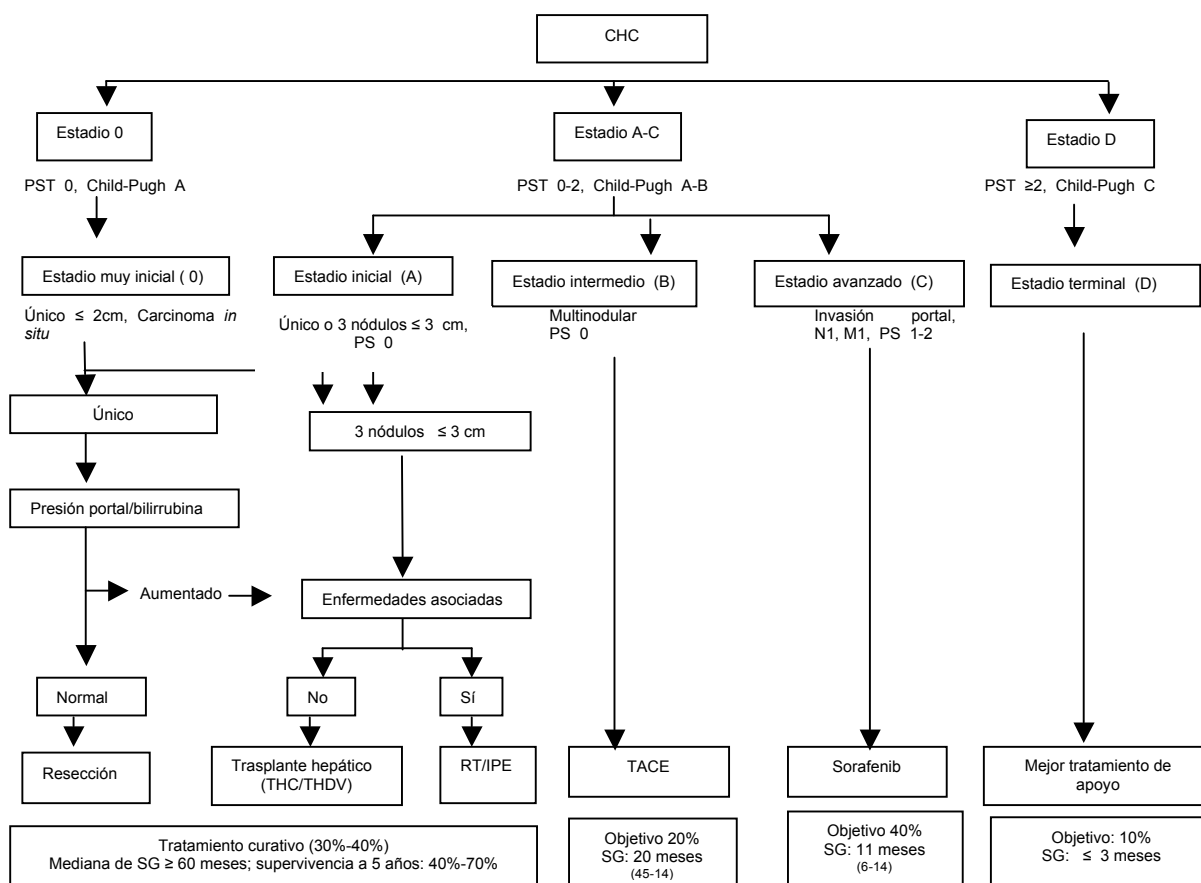 CHC
Estadio 0
Estadio A-C
Estadio D
PST 0, Child-Pugh A
PST 0-2, Child-Pugh A-B
PST ≥2, Child-Pugh C
Estadio muy inicial ( 0)
Estadio inicial (A)
Estadio intermedio (B)
Estadio avanzado (C)
Estadio terminal (D)
Único ≤ 2cm, Carcinoma in
situ
Único o 3 nódulos ≤ 3 cm,
PS 0
Multinodular
PS 0
Invasión portal,
N1, M1, PS 1-2
Único
3 nódulos ≤ 3 cm
Presión portal/bilirrubina
Aumentado
Enfermedades asociadas
Normal
No
Sí
Resección
Trasplante hepático
(THC/THDV)
RT/IPE
TACE
Sorafenib
Mejor tratamiento de
apoyo
Tratamiento curativo (30%-40%)
Mediana de SG ≥ 60 meses; supervivencia a 5 años: 40%-70%
Objetivo 20%
SG: 20 meses
(45-14)
Objetivo 40%
SG: 11 meses
(6-14)
Objetivo: 10%
SG: ≤ 3 meses